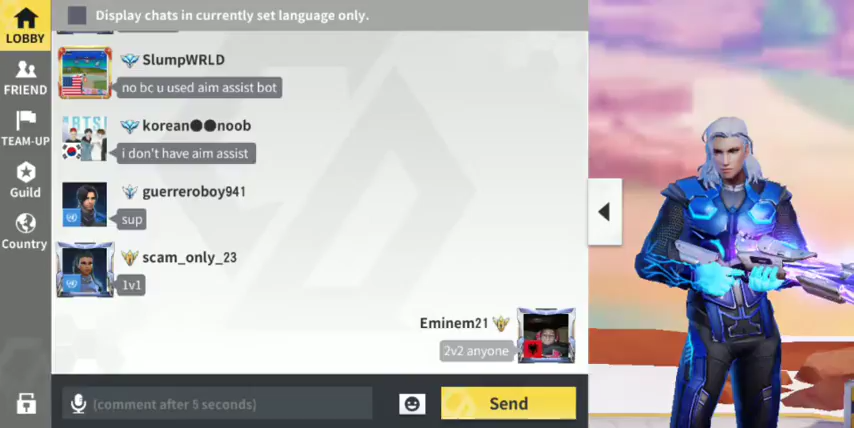 Display chats in currently set language only.
LOBBY
FRIEND
TEAM-UP
Guild
Country
SlumpWRLD
no bc u used aim assist bot
BTS!
korean●●noob
i don't have aim assist
guerreroboy941
sup
scam_only_23
1v1
Eminem21
2v2 anyone
(comment after 5 seconds)
Send